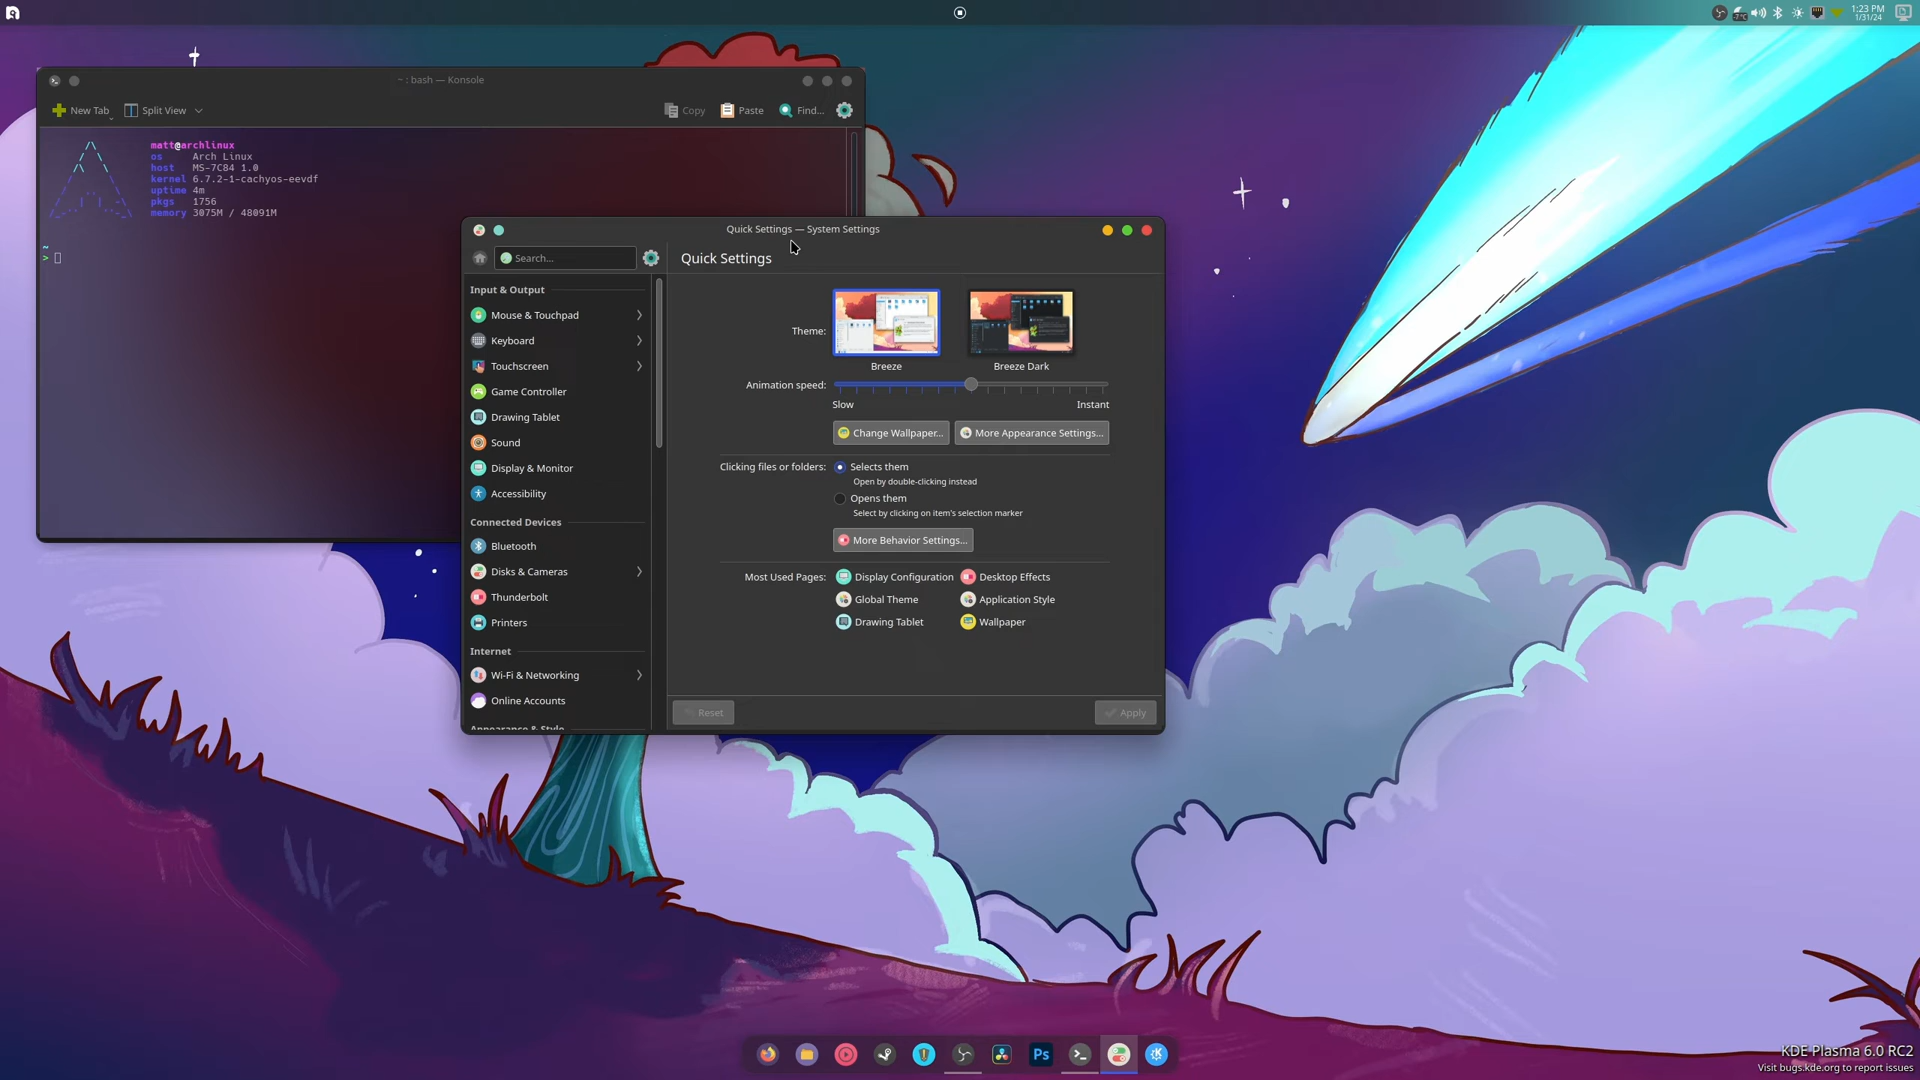 -7°C
1:23 PM
1/31/24
~ : bash — Konsole
New Tab
Split View
Copy
Paste
Find...
matt@archlinux
os Arch Linux
host MS-7C84 1.0
kernel 6.7.2-1-cachyos-eevdf
uptime 4m
pkgs 1756
memory 3075M / 48091M
~
>
Quick Settings — System Settings
Search...
Quick Settings
Input & Output
Mouse & Touchpad
Keyboard
Touchscreen
Game Controller
Drawing Tablet
Sound
Display & Monitor
Accessibility
Connected Devices
Bluetooth
Disks & Cameras
Thunderbolt
Printers
Internet
Wi-Fi & Networking
Online Accounts
Appearance & Style
Theme:
Breeze
Breeze Dark
Animation speed:
Slow
Instant
Change Wallpaper...
More Appearance Settings...
Clicking files or folders:
Selects them
Open by double-clicking instead
Opens them
Select by clicking on item's selection marker
More Behavior Settings...
Most Used Pages:
Display Configuration
Desktop Effects
Global Theme
Application Style
Drawing Tablet
Wallpaper
Reset
Apply
Ps
KDE Plasma 6.0 RC2
Visit bugs.kde.org to report issues